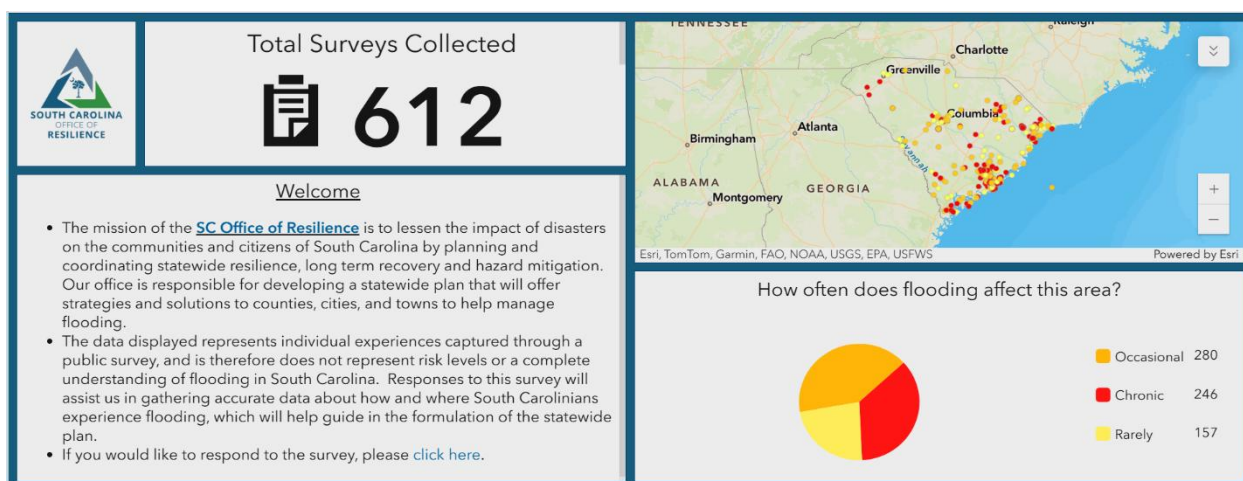 SOUTH CAROLINA
OFFICE OF
RESILIENCE
Total Surveys Collected
612
Welcome
• The mission of the SC Office of Resilience is to lessen the impact of disasters
on the communities and citizens of South Carolina by planning and
coordinating statewide resilience, long term recovery and hazard mitigation.
Our office is responsible for developing a statewide plan that will offer
strategies and solutions to counties, cities, and towns to help manage
flooding.
• The data displayed represents individual experiences captured through a
public survey, and is therefore does not represent risk levels or a complete
understanding of flooding in South Carolina. Responses to this survey will
assist us in gathering accurate data about how and where South Carolinians
experience flooding, which will help guide in the formulation of the statewide
plan.
• If you would like to respond to the survey, please click here.
TENNESSEE
Raleigh
Charlotte
Greenville
Columbia
Atlanta
Birmingham
Savannah
ALABAMA
GEORGIA
Montgomery
+
−
Esri, TomTom, Garmin, FAO, NOAA, USGS, EPA, USFWS
Powered by Esri
How often does flooding affect this area?
Occasional 280
Chronic 246
Rarely 157